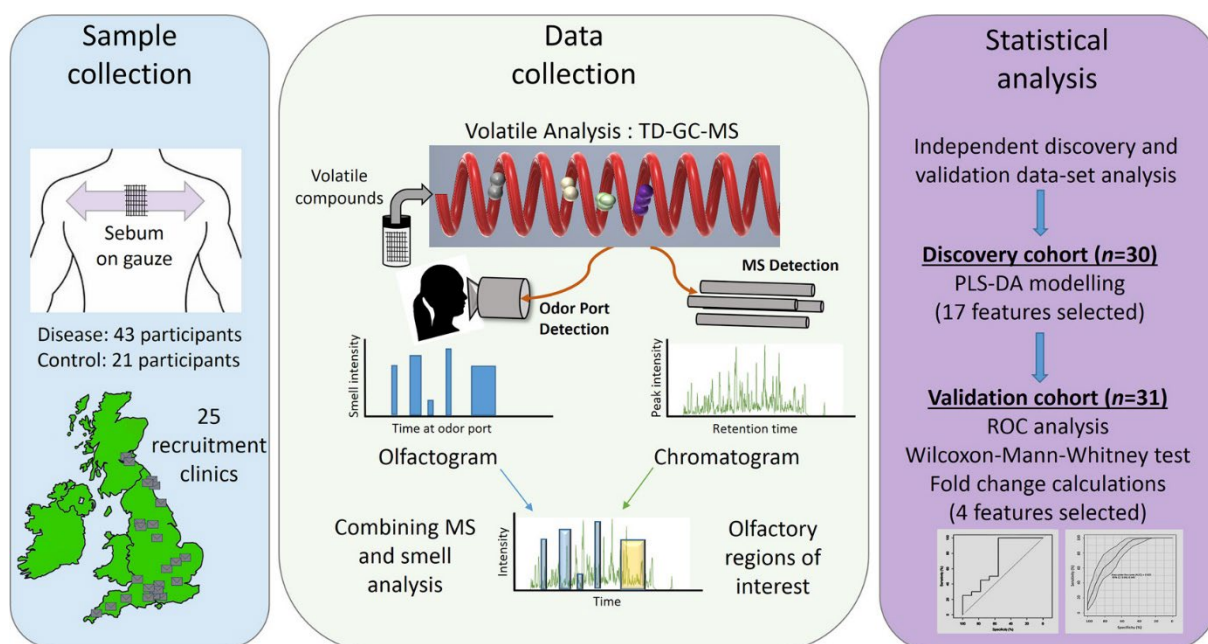 Sample
collection
Sebum
on gauze
Disease: 43 participants
Control: 21 participants
25
recruitment
clinics
Data
collection
Volatile Analysis : TD-GC-MS
Volatile
compounds
Odor Port
Detection
MS Detection
Smell intensity
Time at odor port
Olfactogram
Peak intensity
Retention time
Chromatogram
Combining MS
and smell
analysis
Intensity
Time
Olfactory
regions of
interest
Statistical
analysis
Independent discovery and
validation data-set analysis
Discovery cohort (n=30)
PLS-DA modelling
(17 features selected)
Validation cohort (n=31)
ROC analysis
Wilcoxon-Mann-Whitney test
Fold change calculations
(4 features selected)
Specificity (%)
Specificity (%)